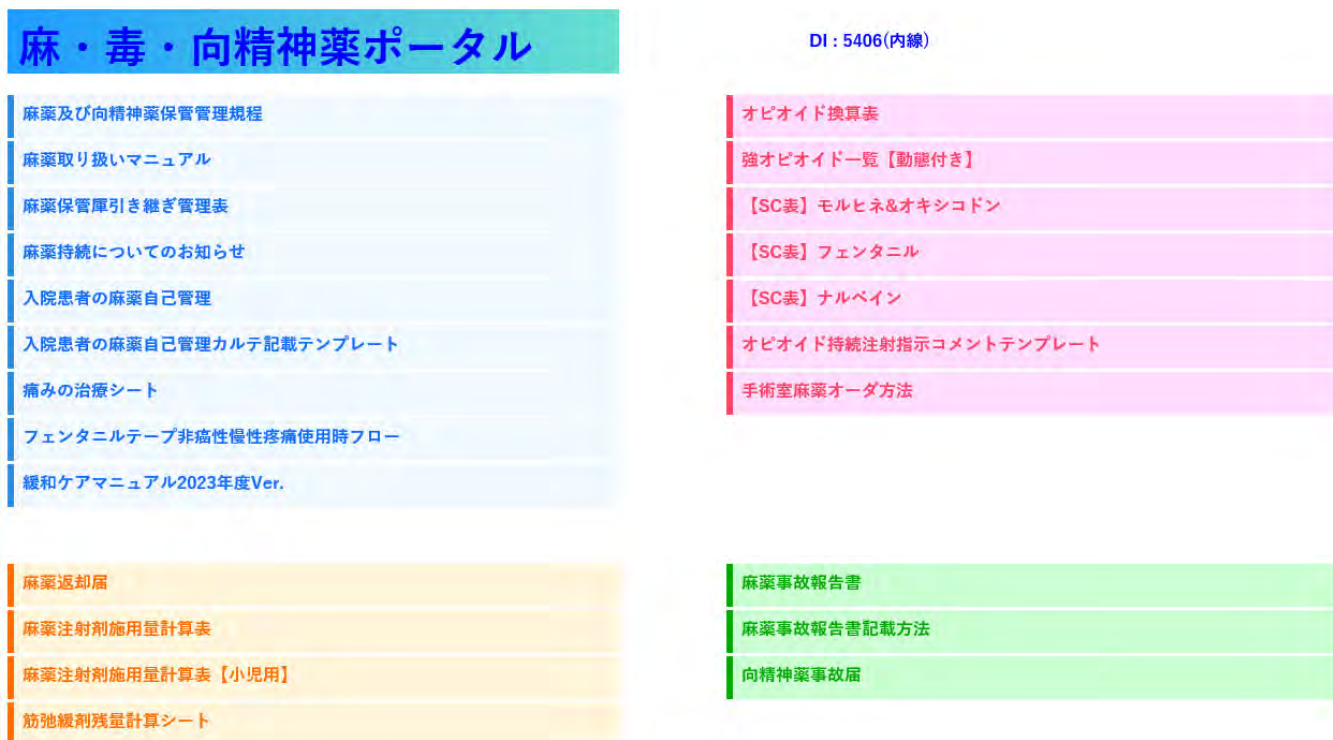 麻・毒・向精神薬ポータル
DI : 5406(内線)
麻薬及び向精神薬保管管理規程
麻薬取り扱いマニュアル
麻薬保管庫引き継ぎ管理表
麻薬持続についてのお知らせ
入院患者の麻薬自己管理
入院患者の麻薬自己管理カルテ記載テンプレート
痛みの治療シート
フェンタニルテープ非癌性慢性疼痛使用時フロー
緩和ケアマニュアル2023年度Ver.
オピオイド換算表
強オピオイド一覧【動態付き】
【SC表】モルヒネ&オキシコドン
【SC表】フェンタニル
【SC表】ナルベイン
オピオイド持続注射指示コメントテンプレート
手術室麻薬オーダ方法
麻薬返却届
麻薬注射剤施用量計算表
麻薬注射剤施用量計算表【小児用】
筋弛緩剤残量計算シート
麻薬事故報告書
麻薬事故報告書記載方法
向精神薬事故届